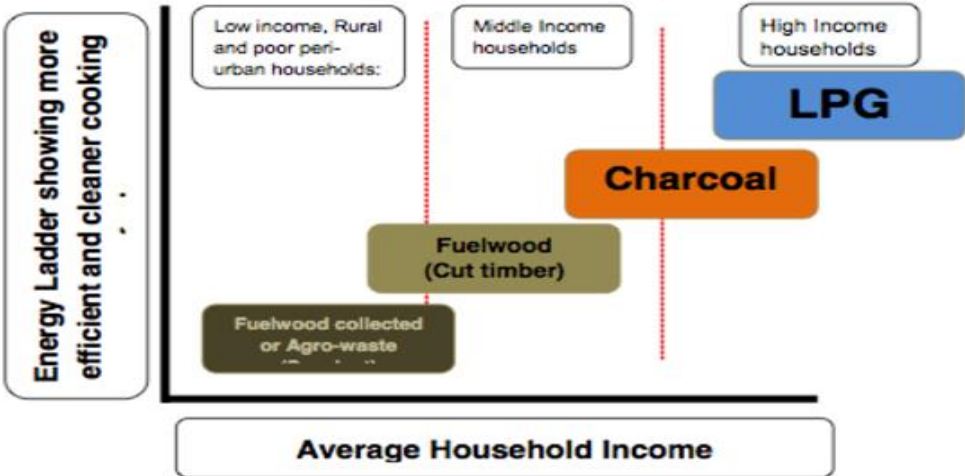 Energy Ladder showing more
efficient and cleaner cooking
Low income, Rural
and poor peri-
urban households:
Middle Income
households
High Income
households
LPG
Charcoal
Fuelwood
(Cut timber)
Fuelwood collected
or Agro-waste
Average Household Income